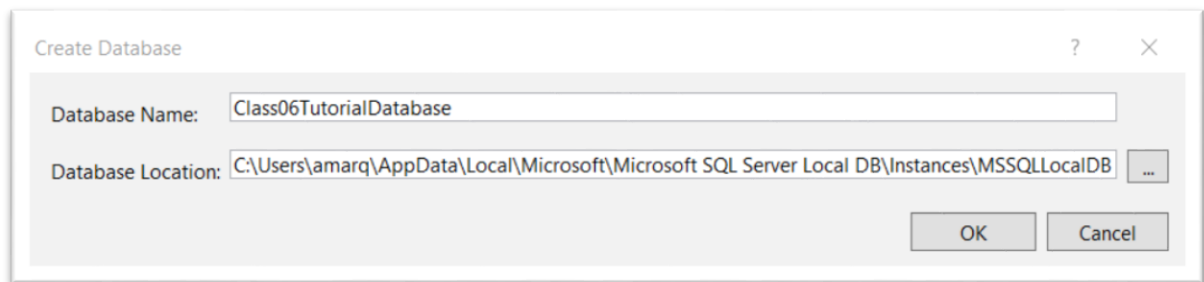 Create Database
Database Name: Class06TutorialDatabase
Database Location: C:\Users\amarq\AppData\Local\Microsoft\Microsoft SQL Server Local DB\Instances\MSSQLLocalDB ...
OK Cancel